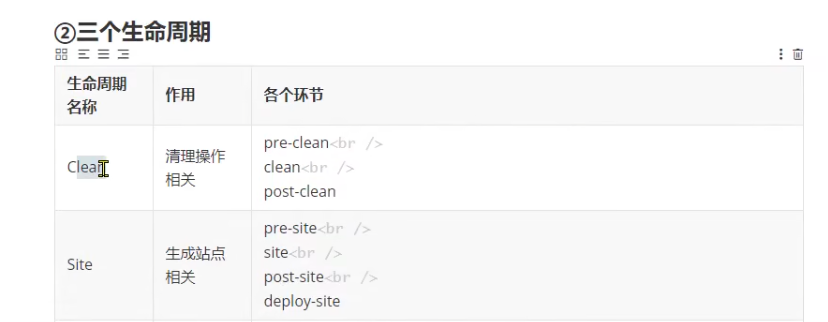 ②三个生命周期
生命周期
名称
作用
各个环节
Clean
清理操作
相关
pre-clean<br />
clean<br />
post-clean
Site
生成站点
相关
pre-site<br />
site<br />
post-site<br />
deploy-site